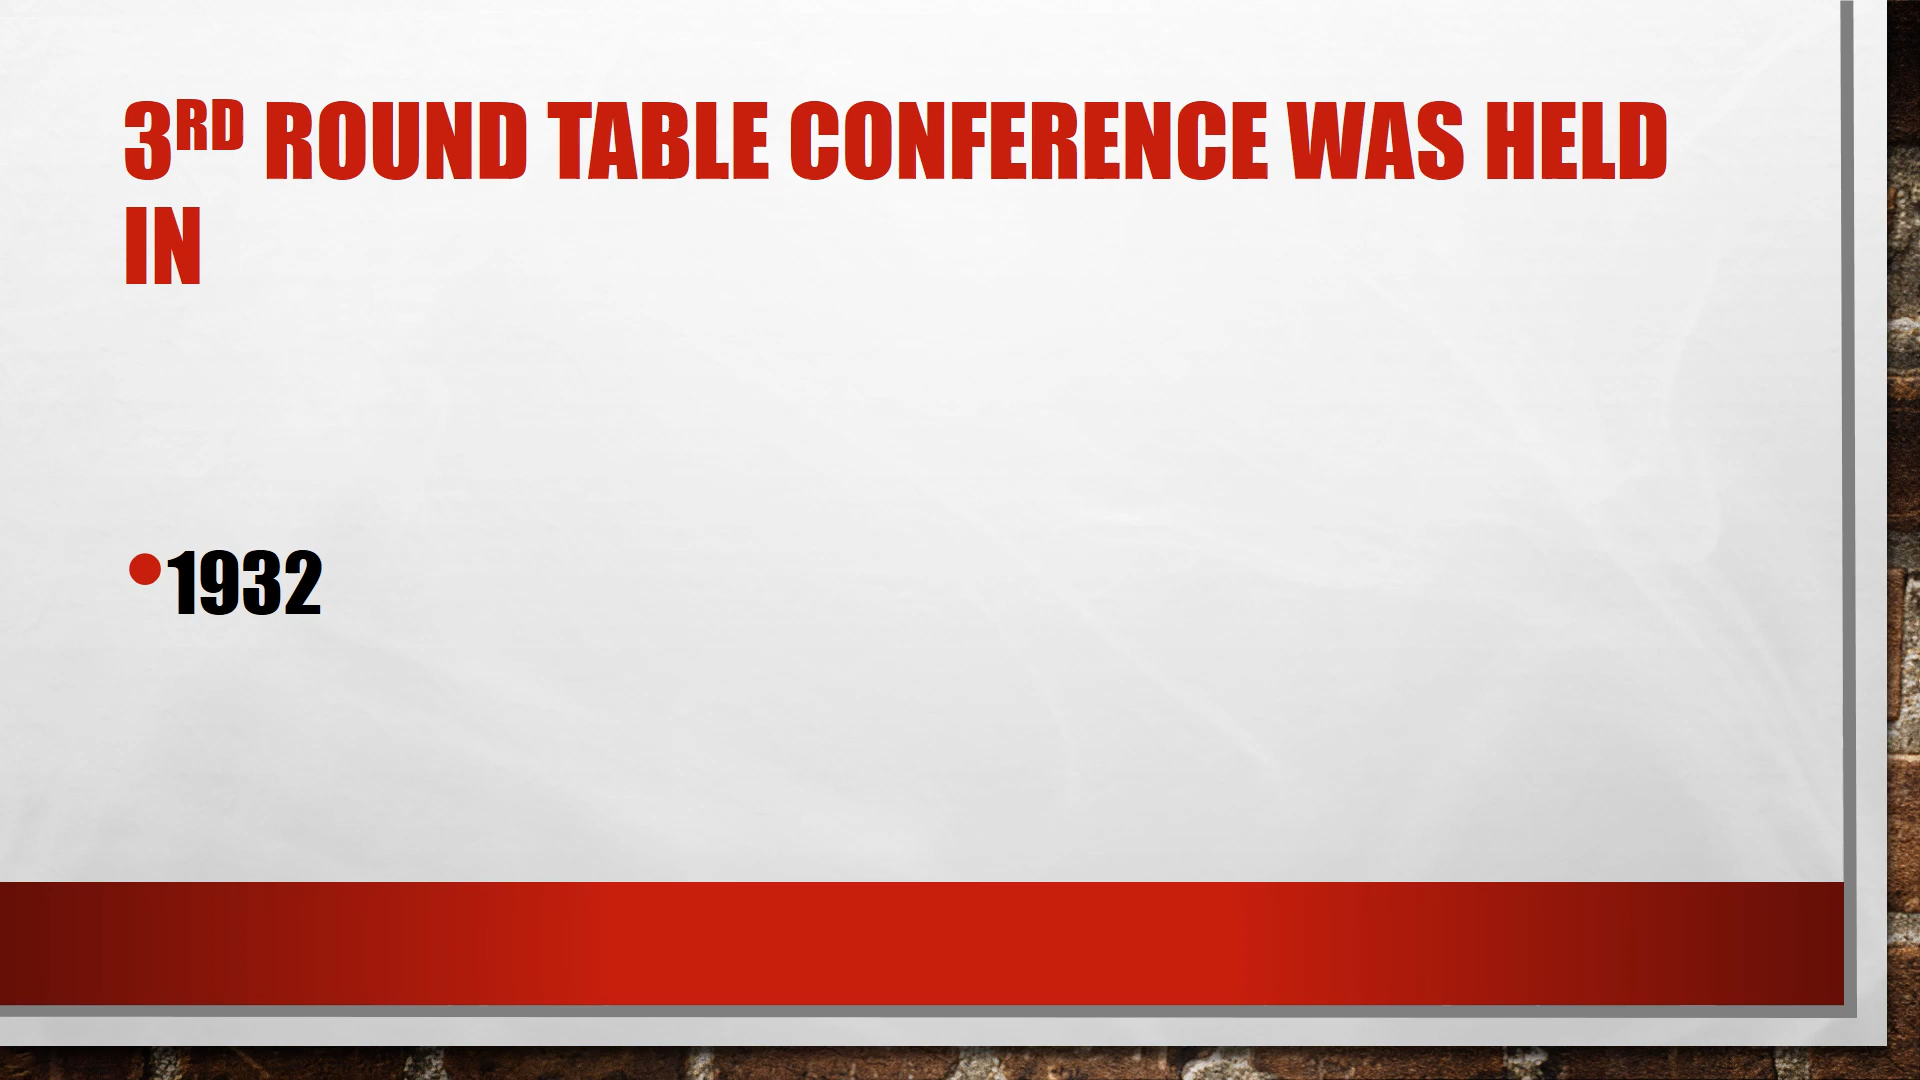 3RD ROUND TABLE CONFERENCE WAS HELD
IN
•1932